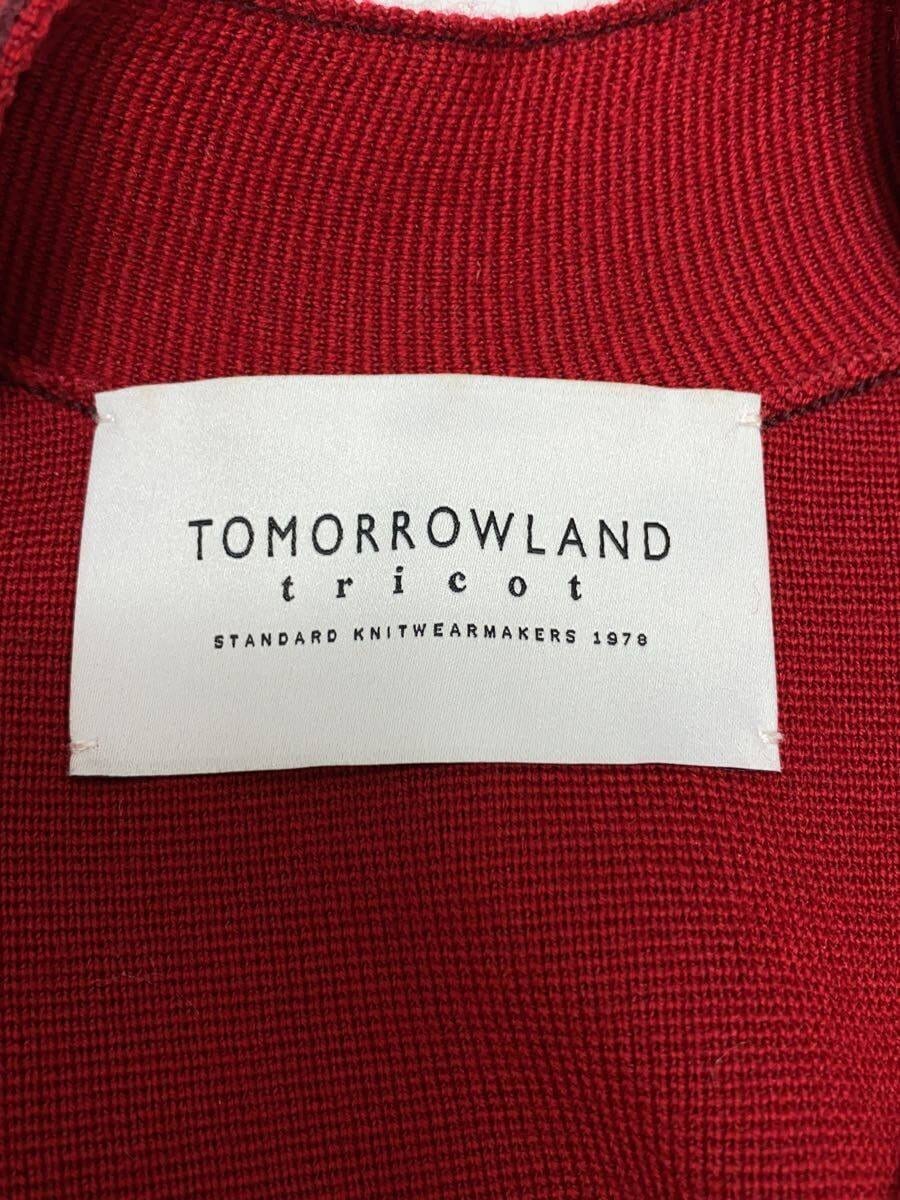 TOMORROWLAND
tricot
STANDARD KNITWEARMAKERS 1978